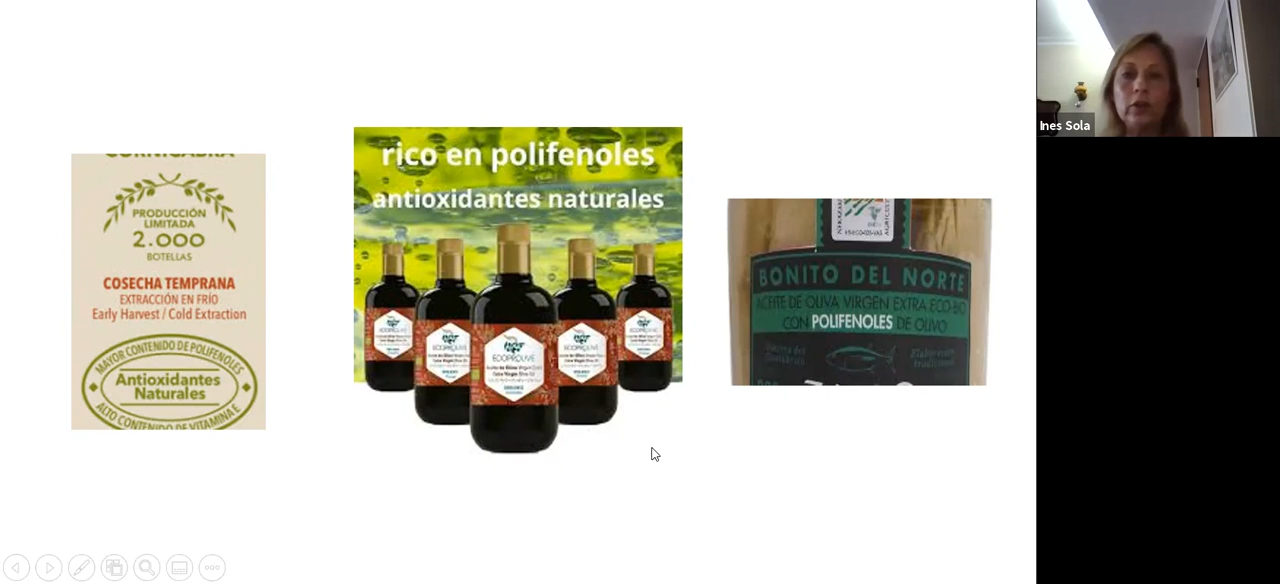 CORNICABRA
PRODUCCIÓN
LIMITADA
2.000
BOTELLAS
COSECHA TEMPRANA
EXTRACCIÓN EN FRÍO
Early Harvest / Cold Extraction
MAYOR CONTENIDO DE POLIFENOLES
Antioxidantes
Naturales
ALTO CONTENIDO DE VITAMINA E
rico en polifenoles
antioxidantes naturales
ECOPROLIVE
BONITO DEL NORTE
ACEITE DE OLIVA VIRGEN EXTRA ECO-BIO
CON POLIFENOLES DE OLIVO
Ines Sola